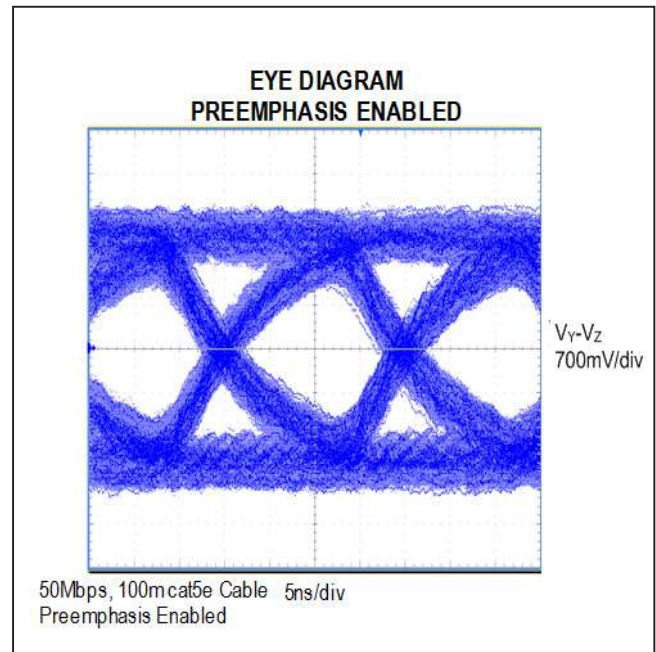 EYE DIAGRAM
PREEMPHASIS ENABLED
VY-VZ
700mV/div
50Mbps, 100m cat5e Cable 5ns/div
Preemphasis Enabled